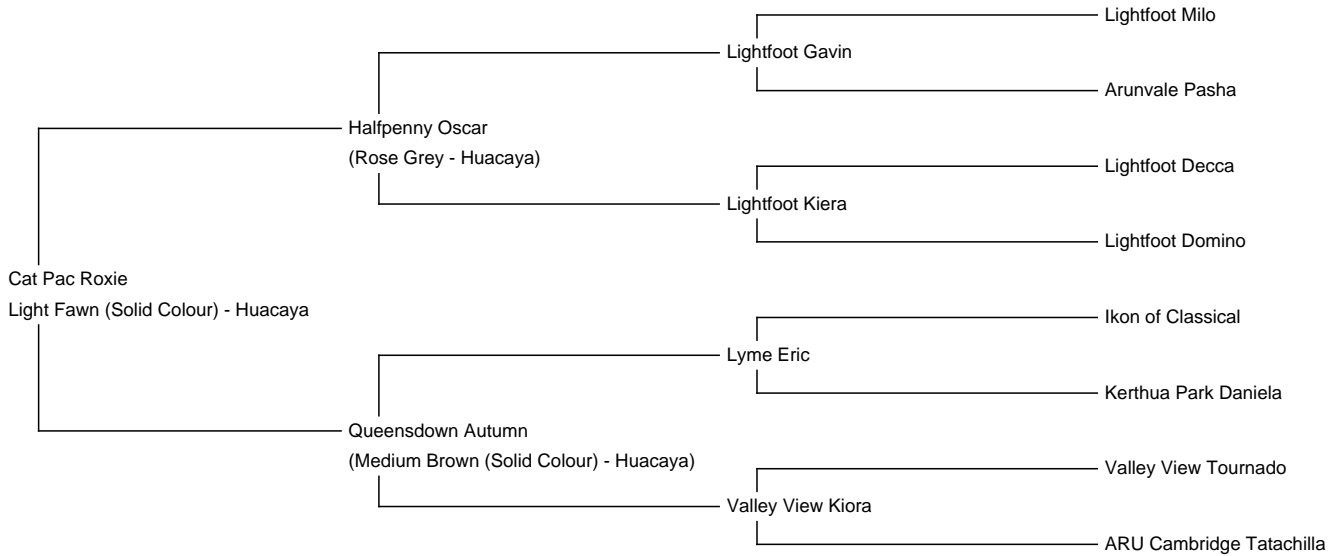 Lightfoot Milo
Lightfoot Gavin
Arunvale Pasha
Halfpenny Oscar
(Rose Grey - Huacaya)
Lightfoot Decca
Lightfoot Kiera
Lightfoot Domino
Cat Pac Roxie
Light Fawn (Solid Colour) - Huacaya
Ikon of Classical
Lyme Eric
Kerthua Park Daniela
Queensdown Autumn
(Medium Brown (Solid Colour) - Huacaya)
Valley View Tournado
Valley View Kiora
ARU Cambridge Tatachilla